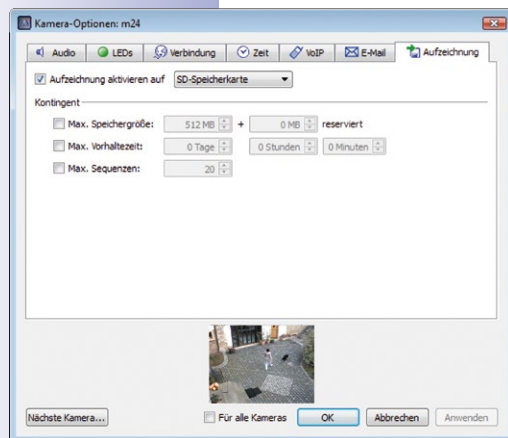 Kamera-Optionen: m24
Audio LEDs Verbindung Zeit VoIP E-Mail Aufzeichnung
Aufzeichnung aktivieren auf SD-Speicherkarte
Kontingent
Max. Speichergröße: 512 MB + 0 MB reserviert
Max. Vorhaltezeit: 0 Tage 0 Stunden 0 Minuten
Max. Sequenzen: 20
Nächste Kamera... Für alle Kameras OK Abbrechen Anwenden